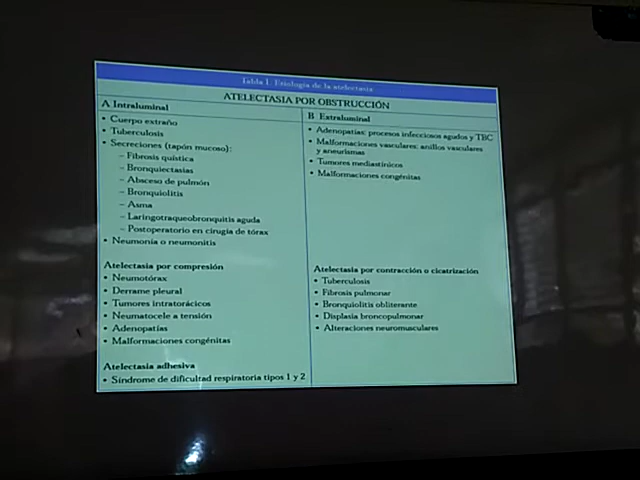 Tabla 1. Etiología de la atelectasia
ATELECTASIA POR OBSTRUCCIÓN
A Intraluminal
• Cuerpo extraño
• Tuberculosis
• Secreciones (tapón mucoso):
– Fibrosis quística
– Bronquiectasias
– Absceso de pulmón
– Bronquiolitis
– Asma
– Laringotraqueobronquitis aguda
– Postoperatorio en cirugía de tórax
• Neumonía o neumonitis
B Extraluminal
• Adenopatías: procesos infecciosos agudos y TBC
• Malformaciones vasculares: anillos vasculares
y aneurismas
• Tumores mediastínicos
• Malformaciones congénitas
Atelectasia por compresión
• Neumotórax
• Derrame pleural
• Tumores intratorácicos
• Neumatocele a tensión
• Adenopatías
• Malformaciones congénitas
Atelectasia por contracción o cicatrización
• Tuberculosis
• Fibrosis pulmonar
• Bronquiolitis obliterante
• Displasia broncopulmonar
• Alteraciones neuromusculares
Atelectasia adhesiva
• Síndrome de dificultad respiratoria tipos 1 y 2